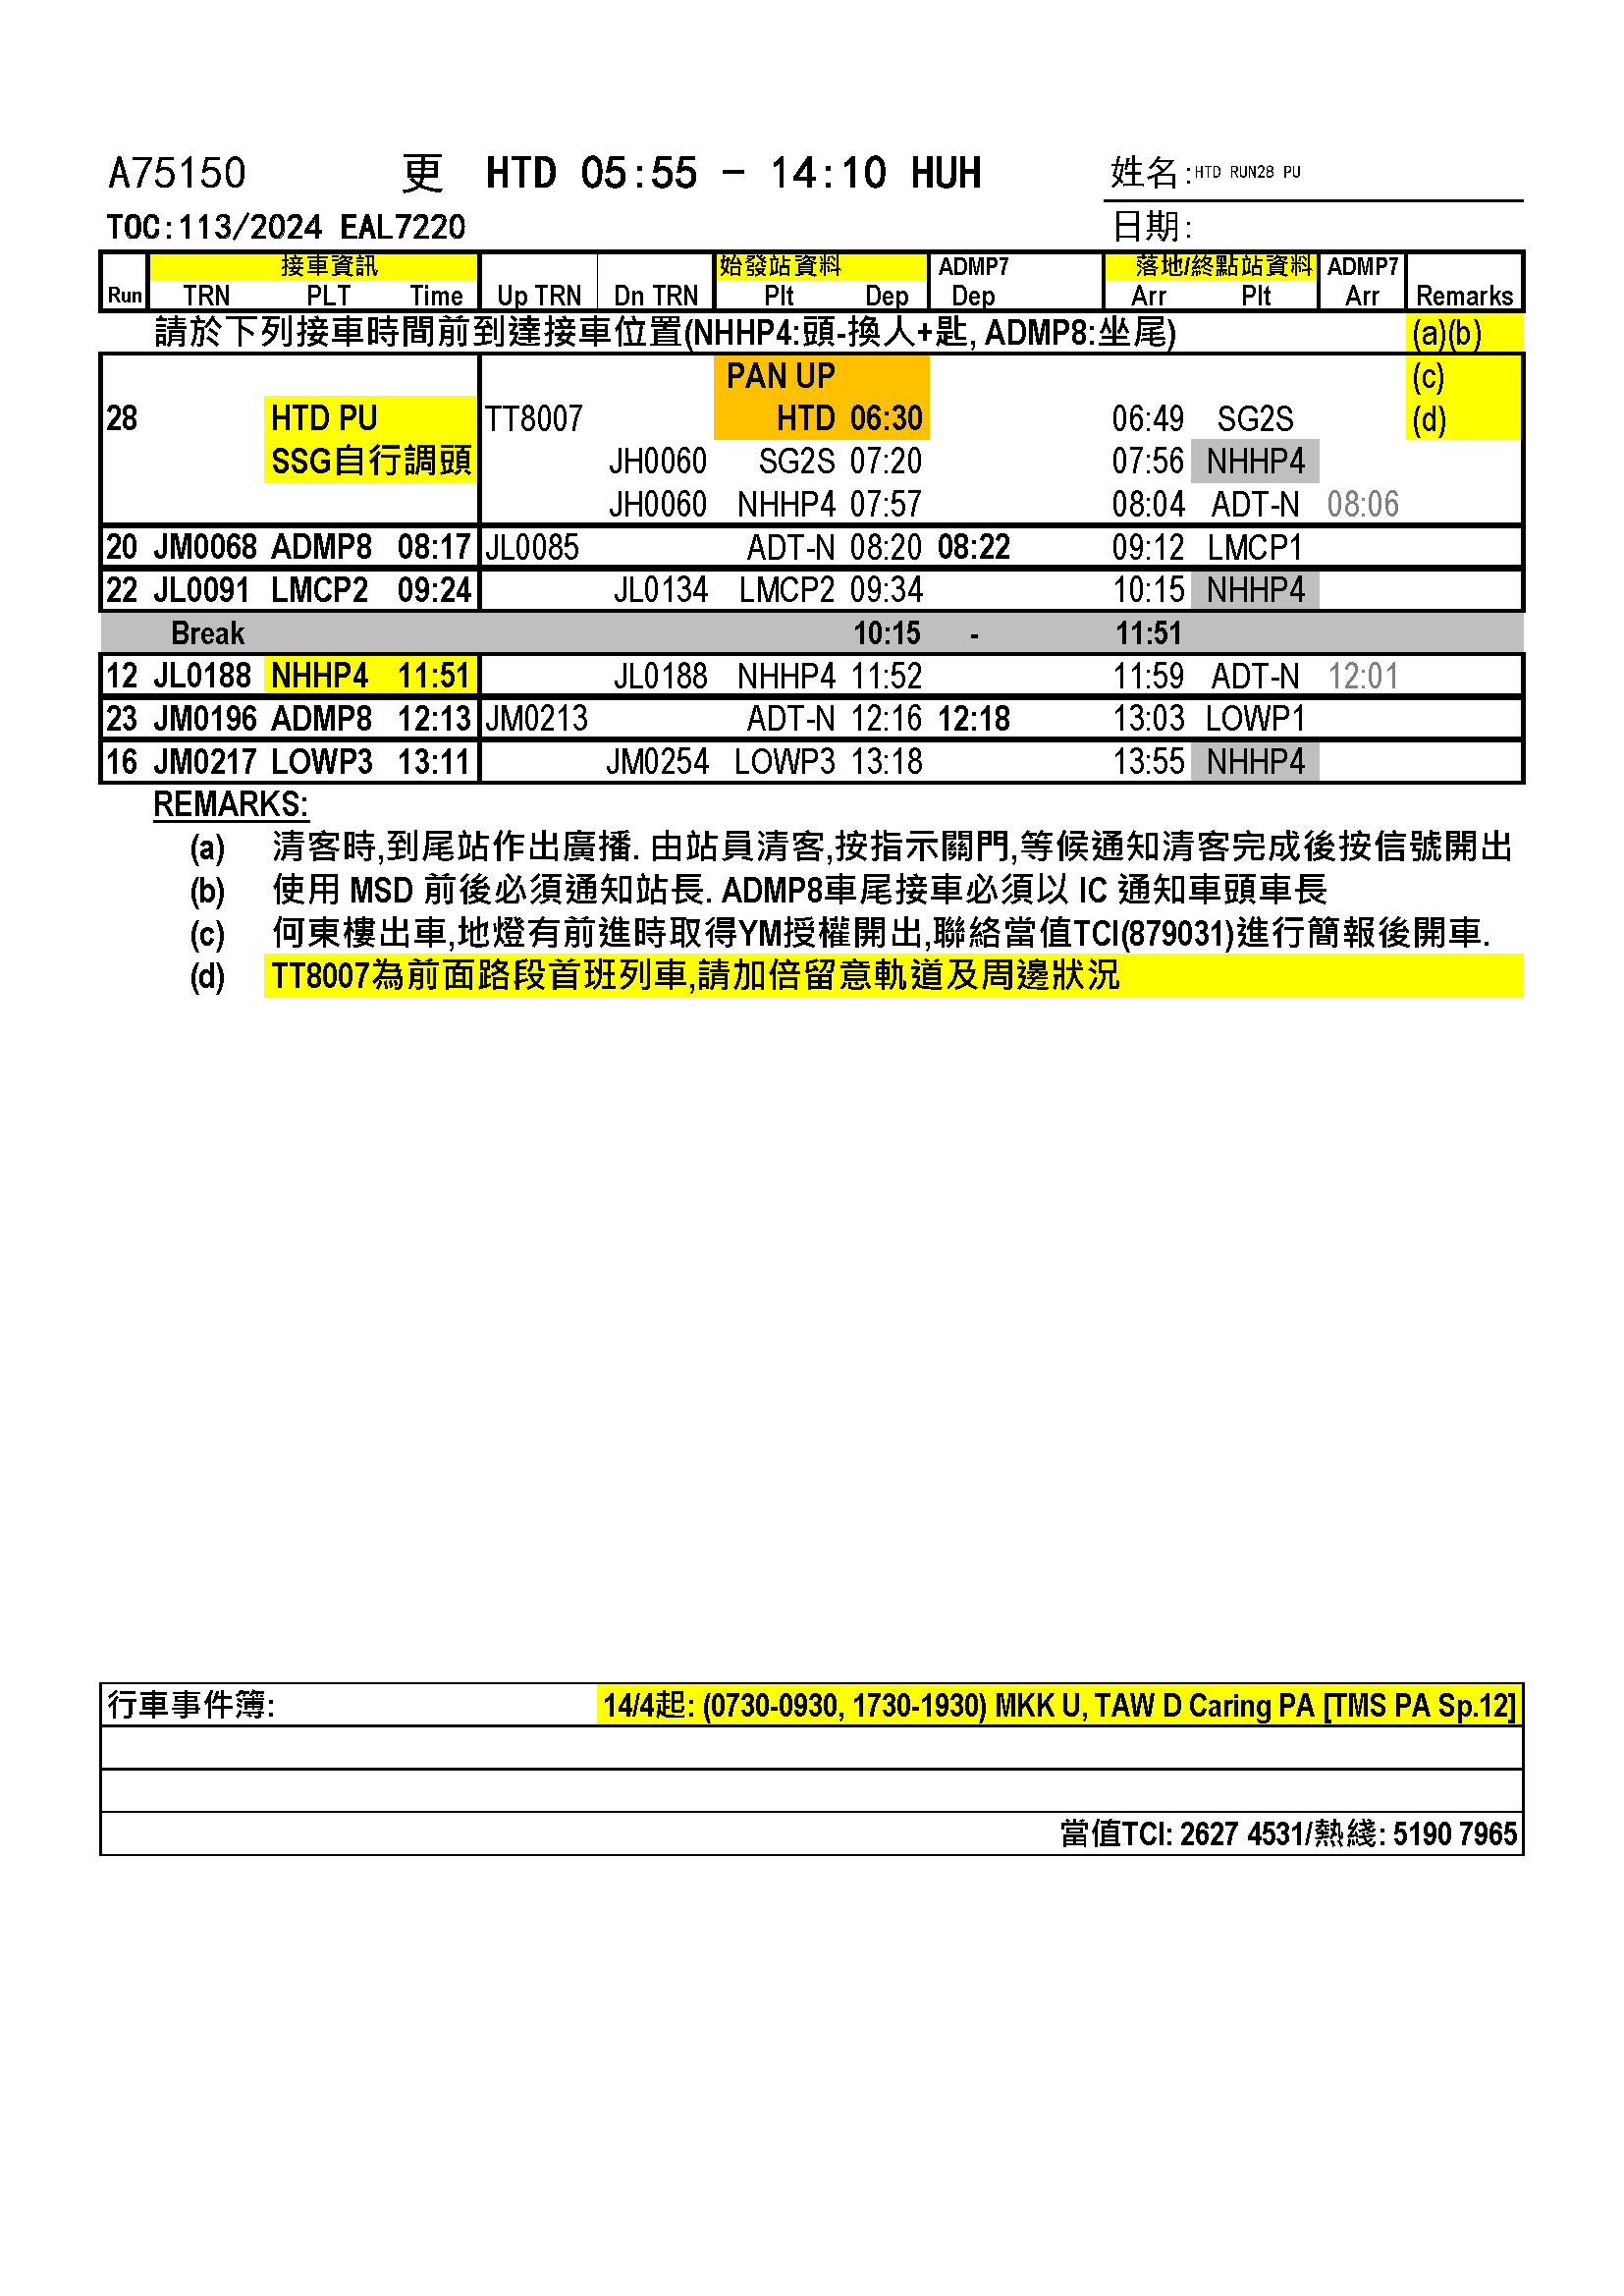 A75150 更 HTD 05:55 - 14:10 HUH 姓名:HTD RUN28 PU
TOC:113/2024 EAL7220 日期:
接車資訊 始發站資料 ADMP7 落地/終點站資料 ADMP7
Run TRN PLT Time Up TRN Dn TRN Plt Dep Dep Arr Plt Arr Remarks
請於下列接車時間前到達接車位置(NHHP4:頭-換人+匙, ADMP8:坐尾) (a)(b)
PAN UP (c)
28 HTD PU TT8007 HTD 06:30 06:49 SG2S (d)
SSG自行調頭 JH0060 SG2S 07:20 07:56 NHHP4
JH0060 NHHP4 07:57 08:04 ADT-N 08:06
20 JM0068 ADMP8 08:17 JL0085 ADT-N 08:20 08:22 09:12 LMCP1
22 JL0091 LMCP2 09:24 JL0134 LMCP2 09:34 10:15 NHHP4
Break 10:15 - 11:51
12 JL0188 NHHP4 11:51 JL0188 NHHP4 11:52 11:59 ADT-N 12:01
23 JM0196 ADMP8 12:13 JM0213 ADT-N 12:16 12:18 13:03 LOWP1
16 JM0217 LOWP3 13:11 JM0254 LOWP3 13:18 13:55 NHHP4
REMARKS:
(a) 清客時,到尾站作出廣播. 由站員清客,按指示關門,等候通知清客完成後按信號開出
(b) 使用 MSD 前後必須通知站長. ADMP8車尾接車必須以 IC 通知車頭車長
(c) 何東樓出車,地燈有前進時取得YM授權開出,聯絡當值TCI(879031)進行簡報後開車.
(d) TT8007為前面路段首班列車,請加倍留意軌道及周邊狀況
行車事件簿: 14/4起: (0730-0930, 1730-1930) MKK U, TAW D Caring PA [TMS PA Sp.12]
當值TCI: 2627 4531/熱綫: 5190 7965